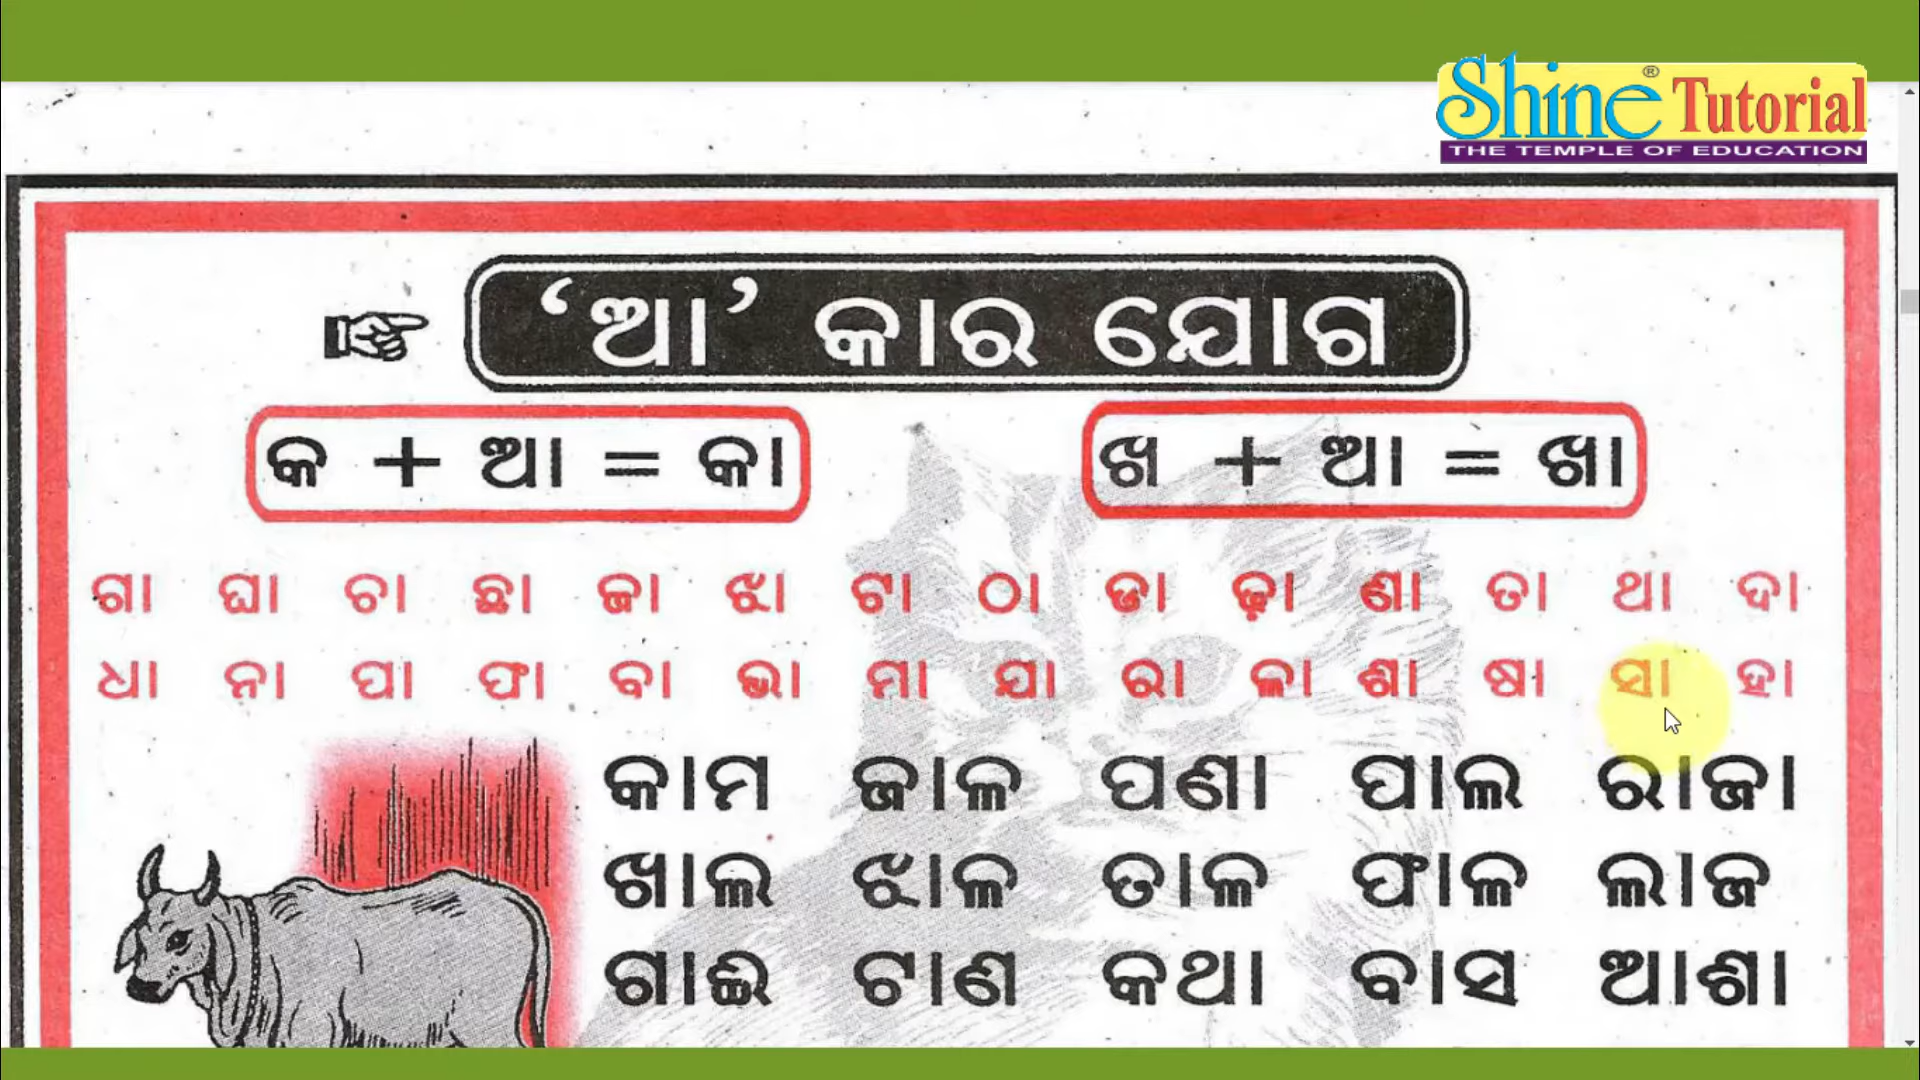 Shine® Tutorial
THE TEMPLE OF EDUCATION
‘ଆ’ କାର ଯୋଗ
କ + ଆ = କା ଖ + ଆ = ଖା
ଗା ଘା ଚା ଛା ଜା ଝା ଟା ଠା ଡା ଢ଼ା ଣା ତା ଥା ଦା
ଧା ନା ପା ଫା ବା ଭା ମା ଯା ରା ଳା ଶା ଷା ସା ହା
କାମ ଜାଳ ପଣା ପାଲ ରାଜା
ଖାଲ ଝାଳ ତାଳ ଫାଳ ଲାଜ
ଗାଈ ଟାଣ କଥା ବାସ ଆଶା